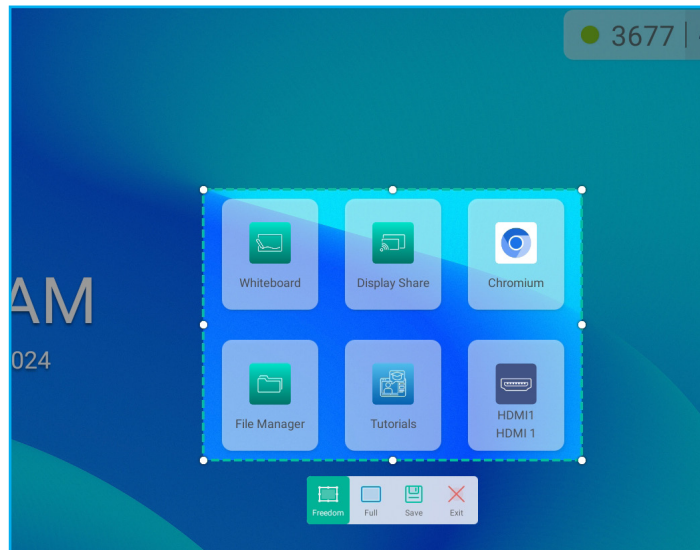 3677
AM
024
Whiteboard
Display Share
Chromium
File Manager
Tutorials
HDMI1
HDMI 1
Freedom
Full
Save
Exit